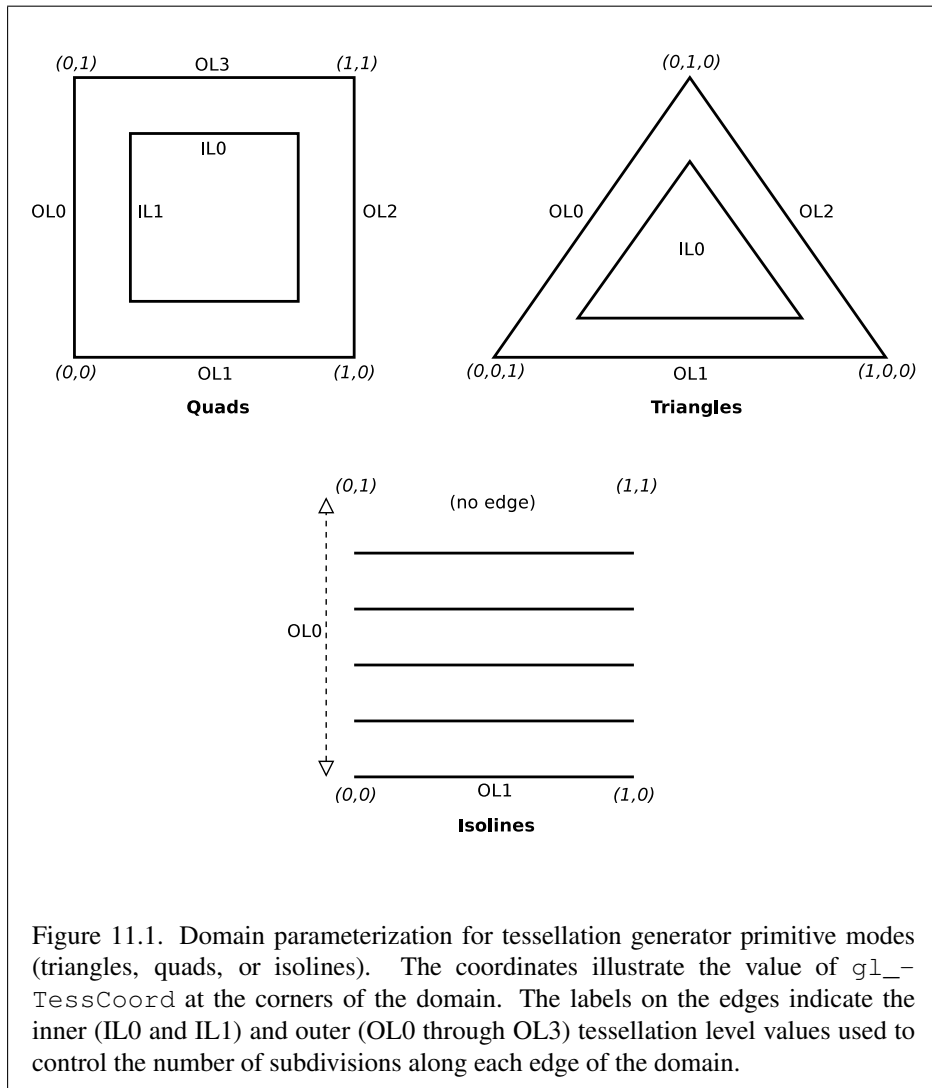 (0,1) OL3 (1,1)
(0,1,0)
IL0
OL0 IL1 OL2
OL0 OL2
IL0
(0,0) OL1 (1,0)
(0,0,1) OL1 (1,0,0)
Quads
Triangles
(0,1) (no edge) (1,1)
OL0
(0,0) OL1 (1,0)
Isolines
Figure 11.1. Domain parameterization for tessellation generator primitive modes
(triangles, quads, or isolines). The coordinates illustrate the value of gl_-
TessCoord at the corners of the domain. The labels on the edges indicate the
inner (IL0 and IL1) and outer (OL0 through OL3) tessellation level values used to
control the number of subdivisions along each edge of the domain.